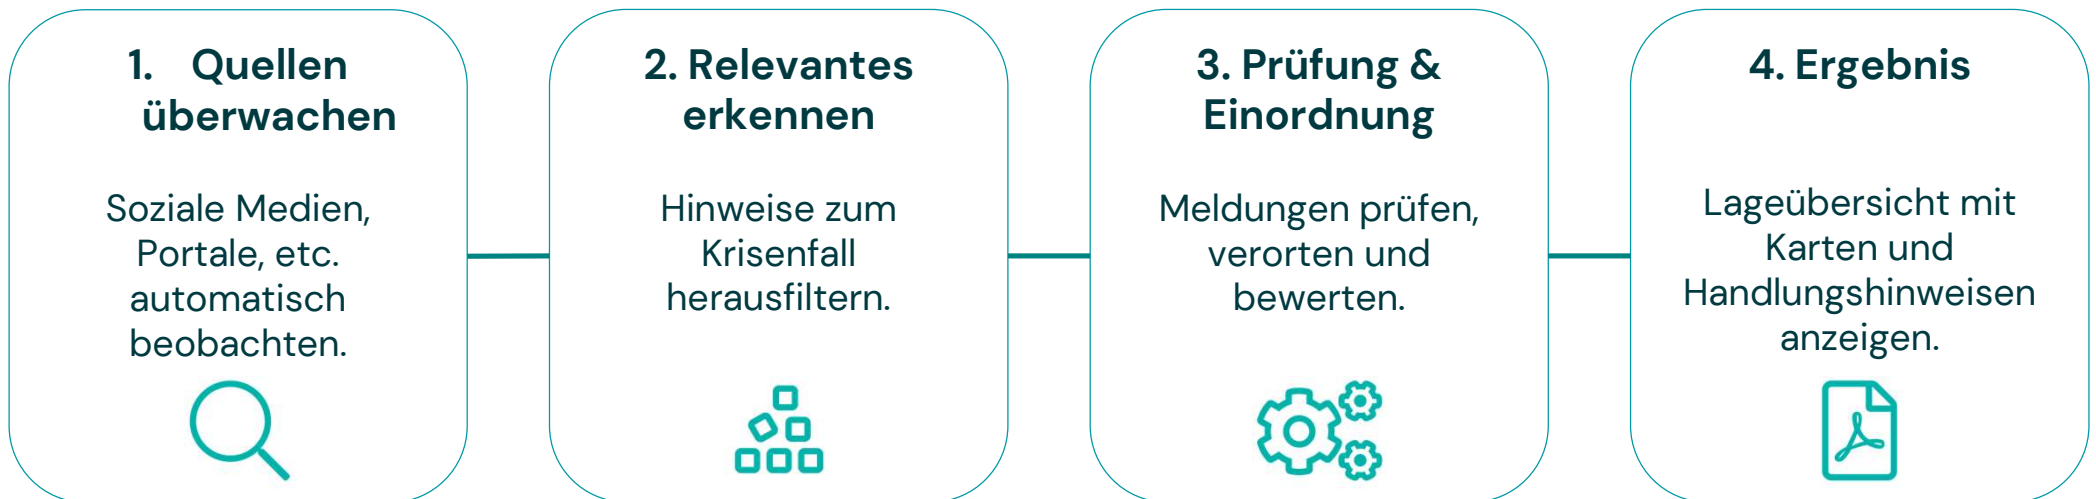 1. Quellen
überwachen
Soziale Medien,
Portale, etc.
automatisch
beobachten.
2. Relevantes
erkennen
Hinweise zum
Krisenfall
herausfiltern.
3. Prüfung &
Einordnung
Meldungen prüfen,
verorten und
bewerten.
4. Ergebnis
Lageübersicht mit
Karten und
Handlungshinweisen
anzeigen.